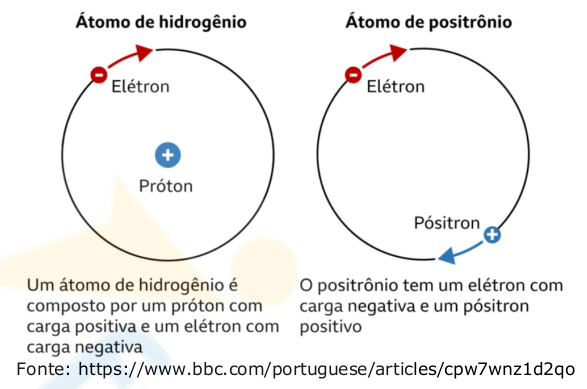 Átomo de hidrogênio
Elétron
Próton
Um átomo de hidrogênio é
composto por um próton com
carga positiva e um elétron com
carga negativa
Átomo de positrônio
Elétron
Pósitron
O positrônio tem um elétron com
carga negativa e um pósitron
positivo
Fonte: https://www.bbc.com/portuguese/articles/cpw7wnz1d2qo